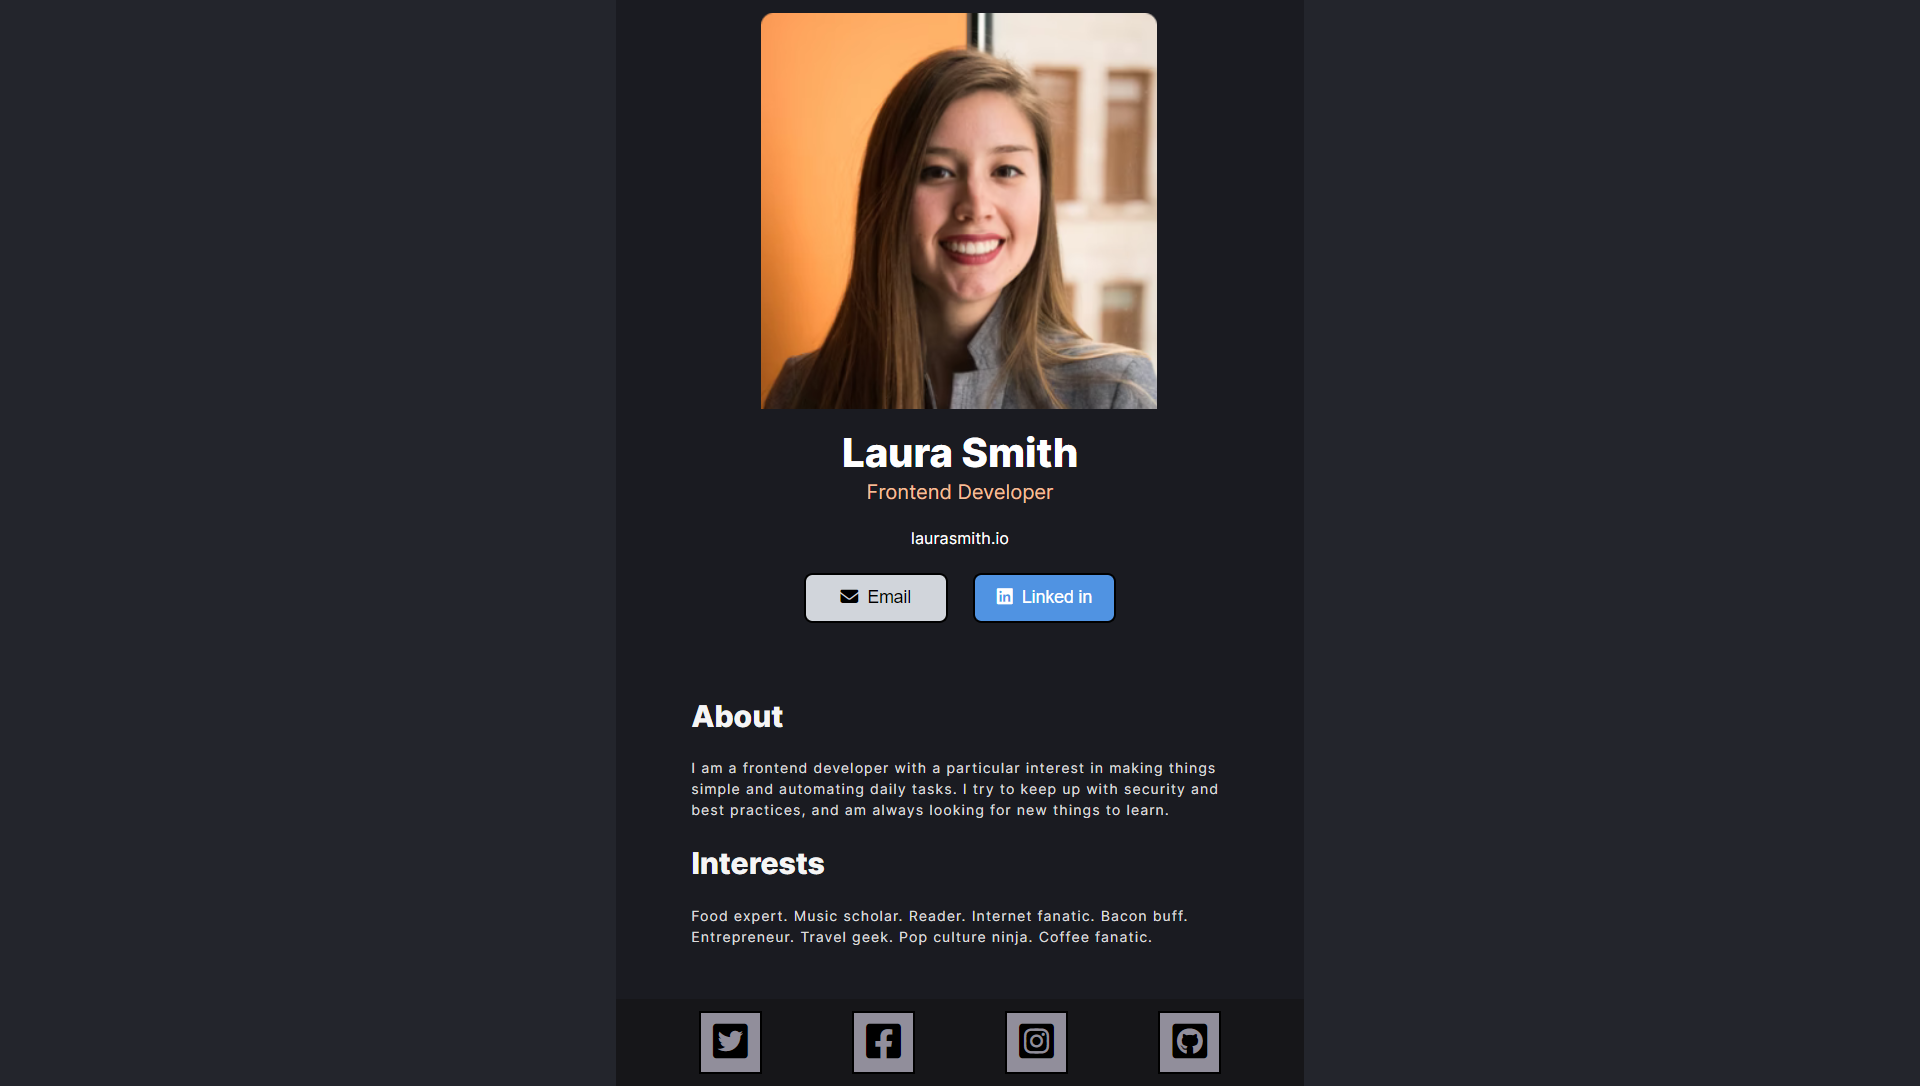 Laura Smith
Frontend Developer
laurasmith.io
Email
Linked in
About
I am a frontend developer with a particular interest in making things
simple and automating daily tasks. I try to keep up with security and
best practices, and am always looking for new things to learn.
Interests
Food expert. Music scholar. Reader. Internet fanatic. Bacon buff.
Entrepreneur. Travel geek. Pop culture ninja. Coffee fanatic.